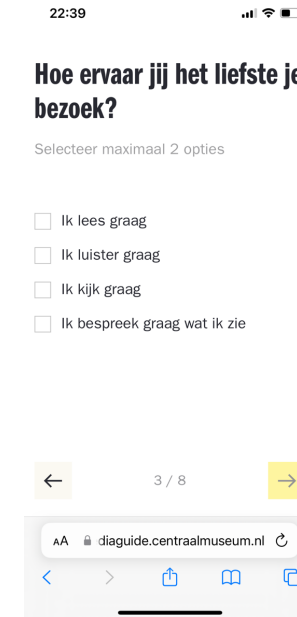 22:39
Hoe ervaar jij het liefste je
bezoek?
Selecteer maximaal 2 opties
Ik lees graag
Ik luister graag
Ik kijk graag
Ik bespreek graag wat ik zie
3 / 8
AA diaguide.centraalmuseum.nl